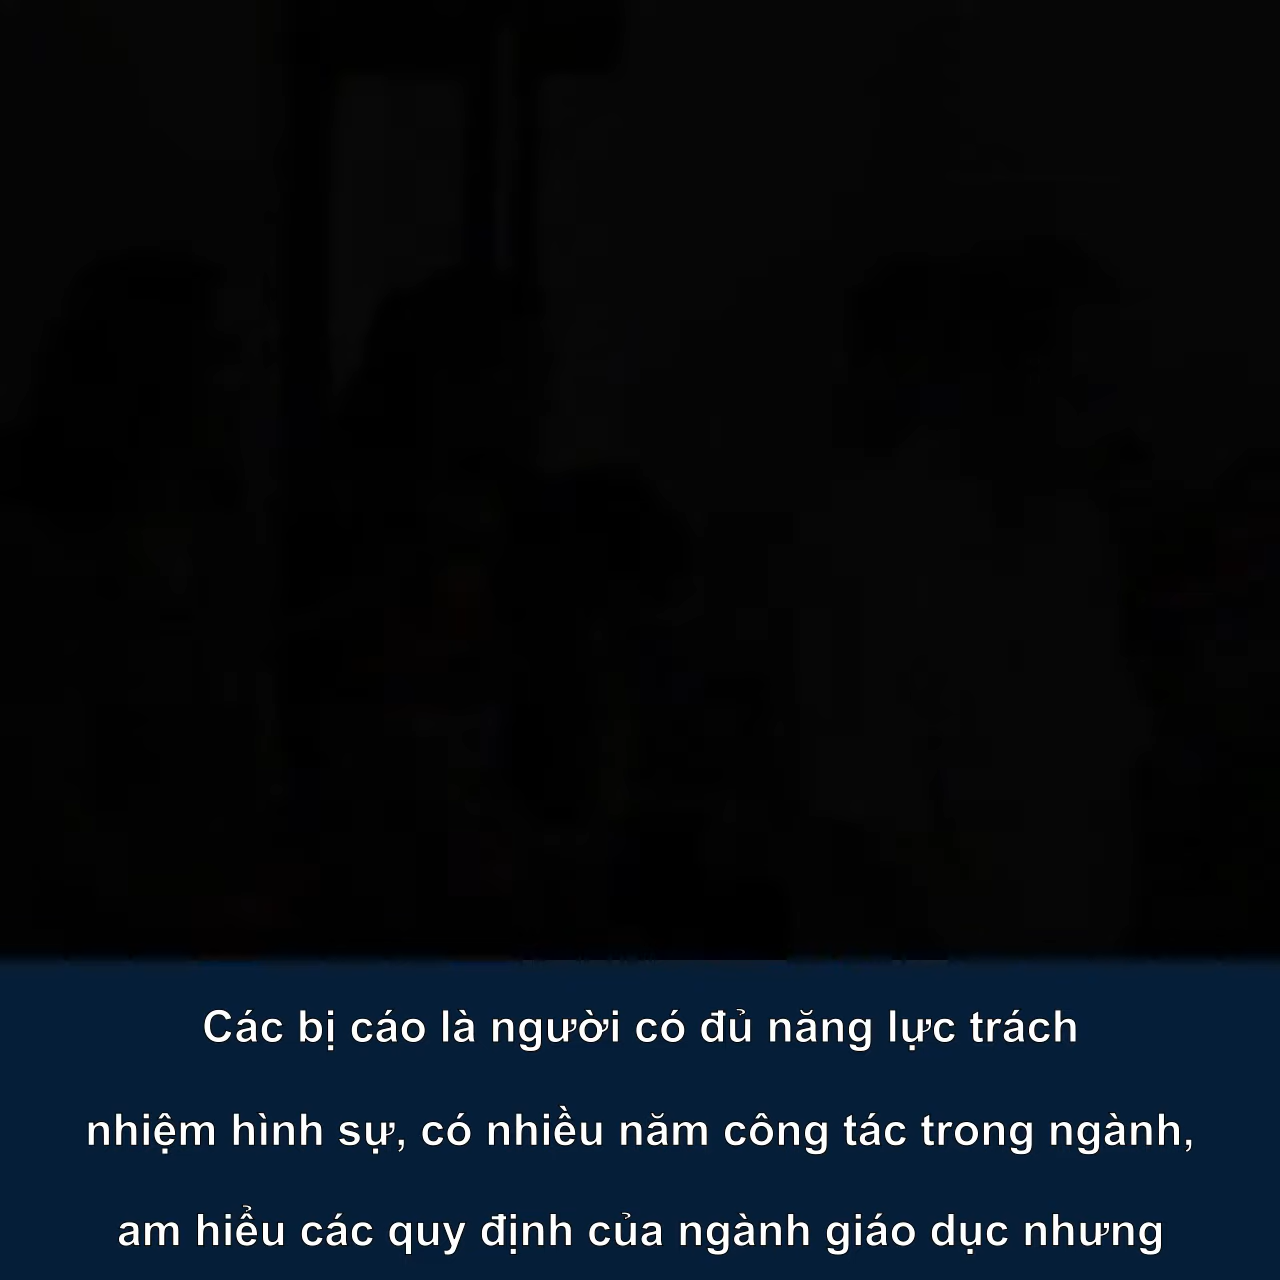 Các bị cáo là người có đủ năng lực trách
nhiệm hình sự, có nhiều năm công tác trong ngành,
am hiểu các quy định của ngành giáo dục nhưng